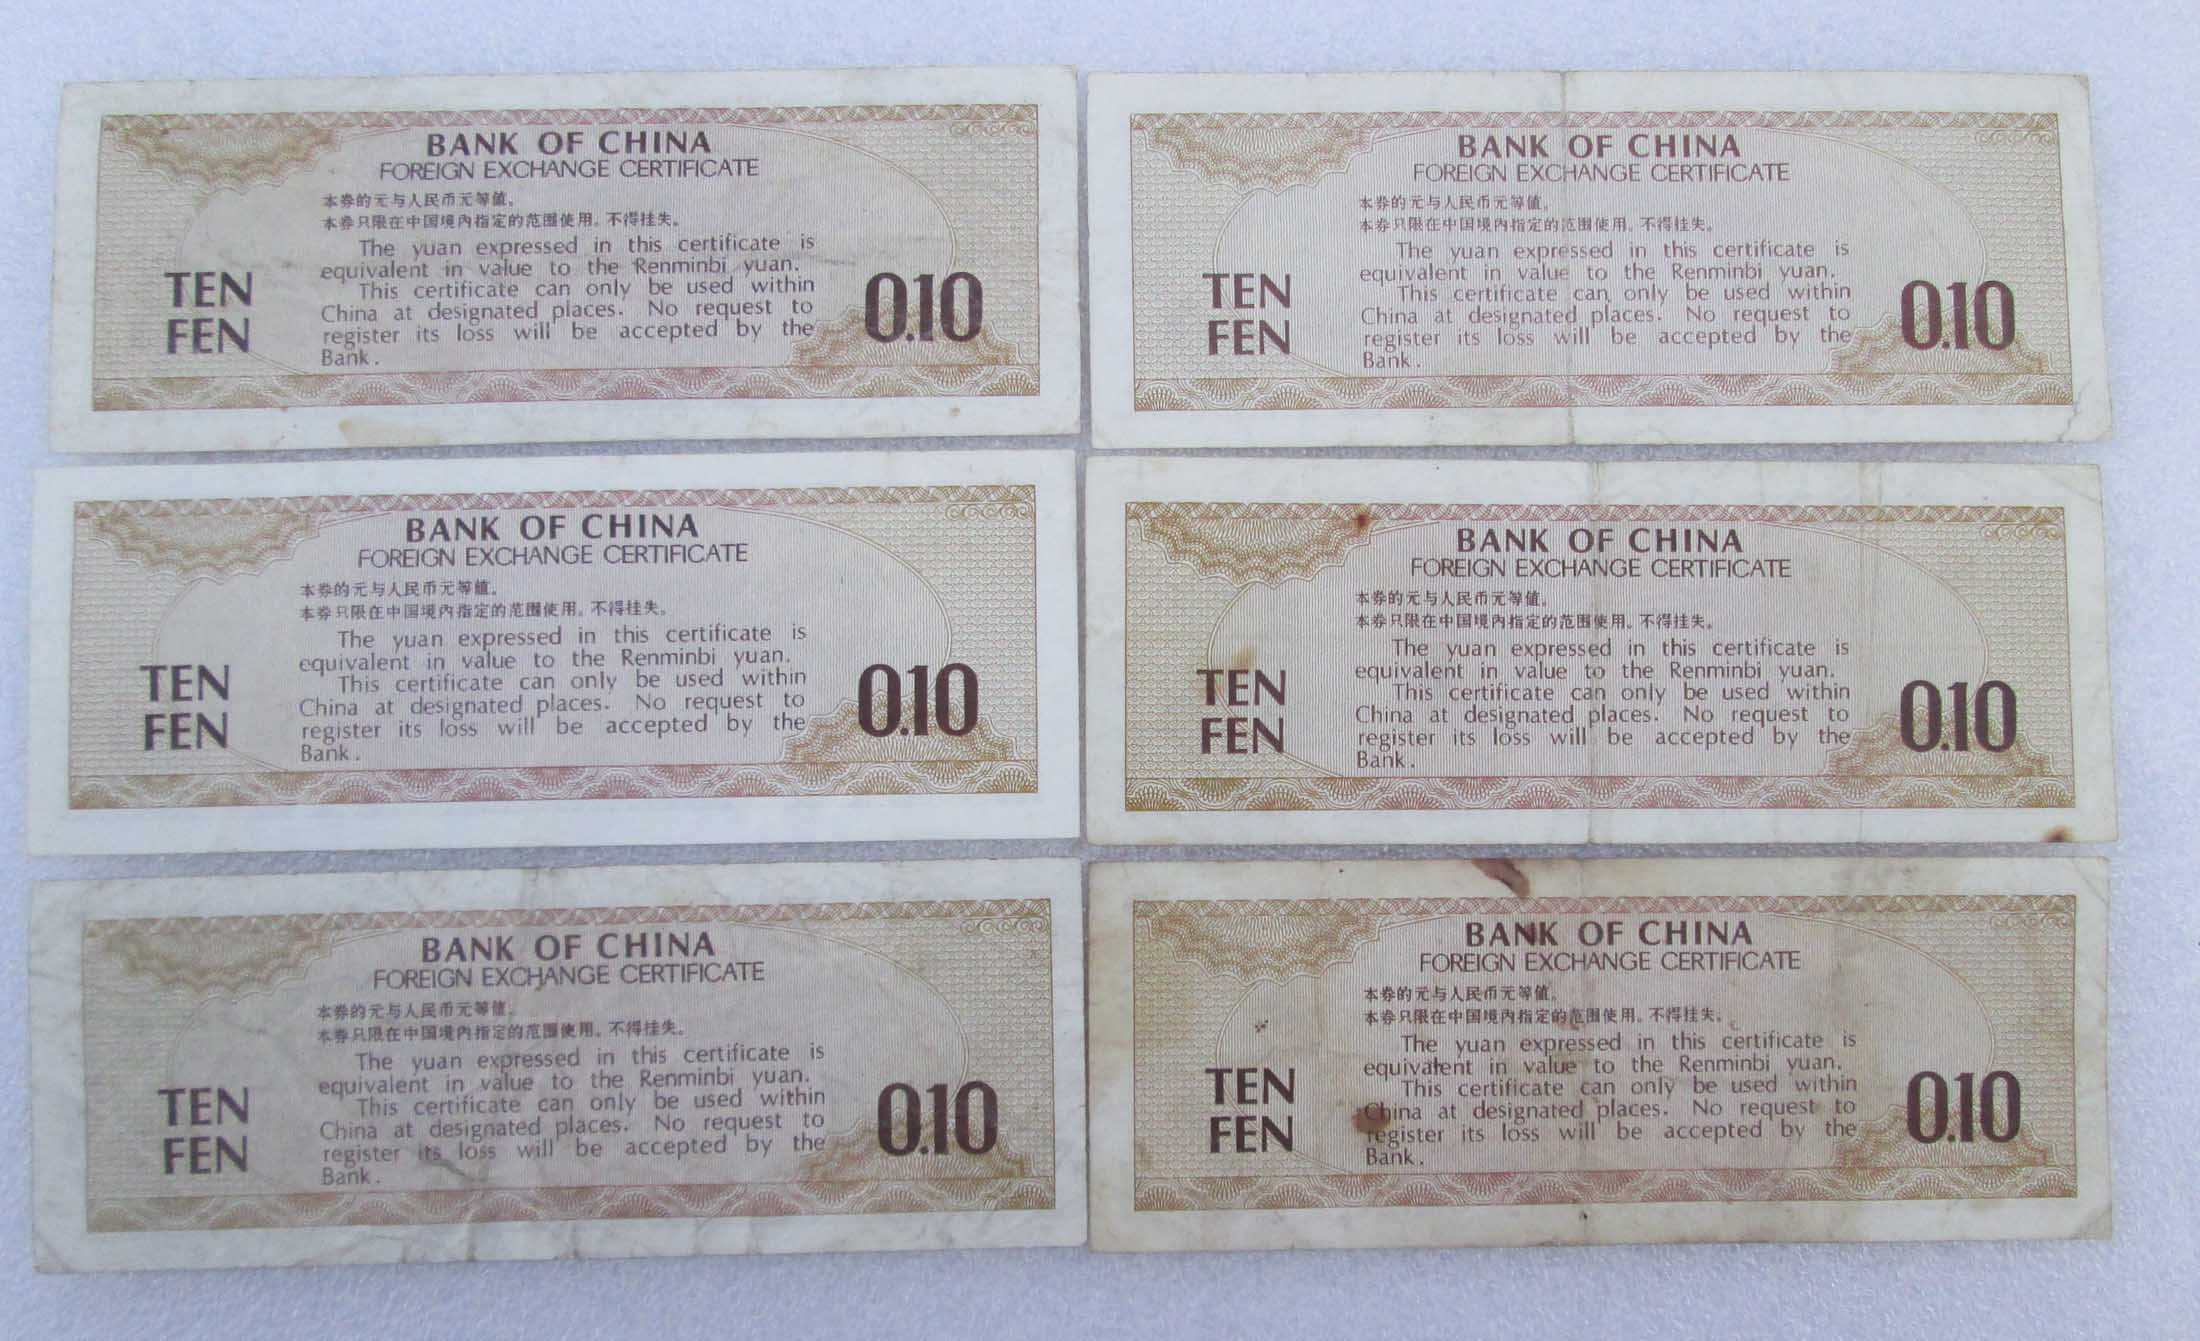 BANK OF CHINA
FOREIGN EXCHANGE CERTIFICATE
本券的元与人民币元等值。
本券只限在中国境内指定的范围使用。不得挂失。
The yuan expressed in this certificate is
equivalent in value to the Renminbi yuan.
This certificate can only be used within
China at designated places. No request to
register its loss will be accepted by the
Bank.
TEN
FEN
0.10
BANK OF CHINA
FOREIGN EXCHANGE CERTIFICATE
本券的元与人民币元等值。
本券只限在中国境内指定的范围使用。不得挂失。
The yuan expressed in this certificate is
equivalent in value to the Renminbi yuan.
This certificate can only be used within
China at designated places. No request to
register its loss will be accepted by the
Bank.
TEN
FEN
0.10
BANK OF CHINA
FOREIGN EXCHANGE CERTIFICATE
本券的元与人民币元等值。
本券只限在中国境内指定的范围使用。不得挂失。
The yuan expressed in this certificate is
equivalent in value to the Renminbi yuan.
This certificate can only be used within
China at designated places. No request to
register its loss will be accepted by the
Bank.
TEN
FEN
0.10
BANK OF CHINA
FOREIGN EXCHANGE CERTIFICATE
本券的元与人民币元等值。
本券只限在中国境内指定的范围使用。不得挂失。
The yuan expressed in this certificate is
equivalent in value to the Renminbi yuan.
This certificate can only be used within
China at designated places. No request to
register its loss will be accepted by the
Bank.
TEN
FEN
0.10
BANK OF CHINA
FOREIGN EXCHANGE CERTIFICATE
本券的元与人民币元等值。
本券只限在中国境内指定的范围使用。不得挂失。
The yuan expressed in this certificate is
equivalent in value to the Renminbi yuan.
This certificate can only be used within
China at designated places. No request to
register its loss will be accepted by the
Bank.
TEN
FEN
0.10
BANK OF CHINA
FOREIGN EXCHANGE CERTIFICATE
本券的元与人民币元等值。
本券只限在中国境内指定的范围使用。不得挂失。
The yuan expressed in this certificate is
equivalent in value to the Renminbi yuan.
This certificate can only be used within
China at designated places. No request to
register its loss will be accepted by the
Bank.
TEN
FEN
0.10